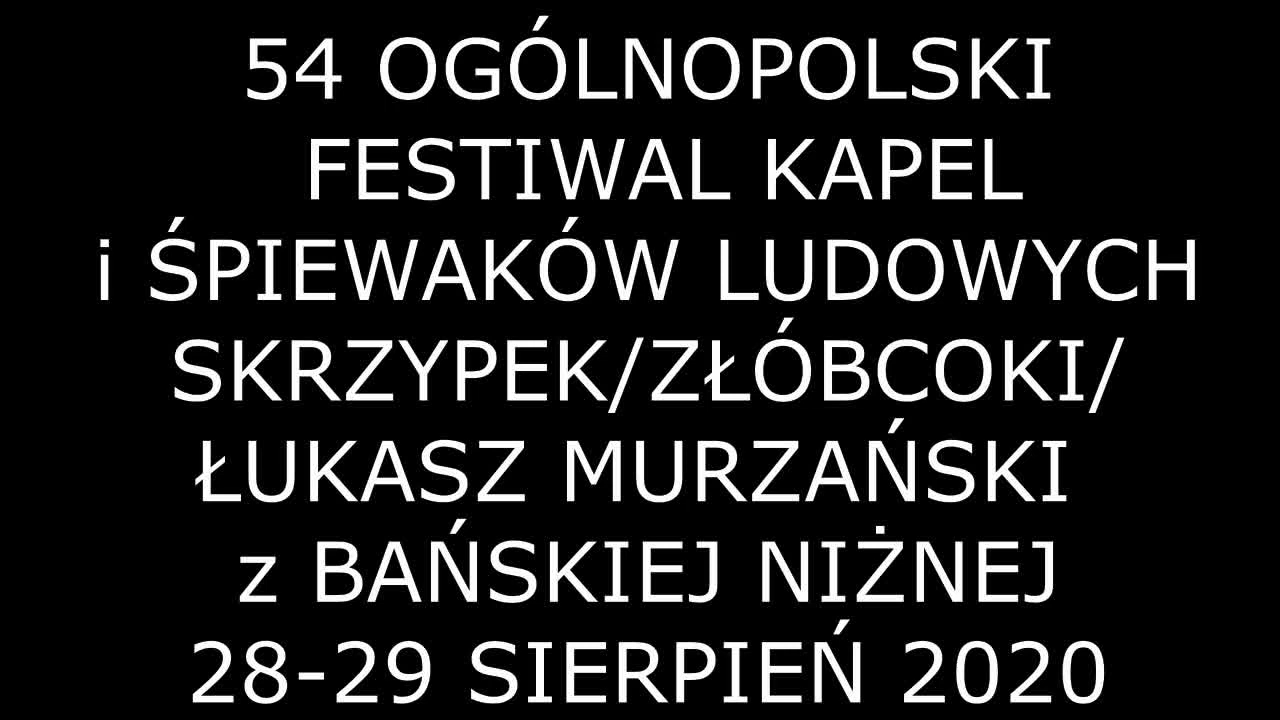 54 OGÓLNOPOLSKI
FESTIWAL KAPEL
i ŚPIEWAKÓW LUDOWYCH
SKRZYPEK/ZŁÓBCOKI/
ŁUKASZ MURZAŃSKI
z BAŃSKIEJ NIŻNEJ
28-29 SIERPIEŃ 2020